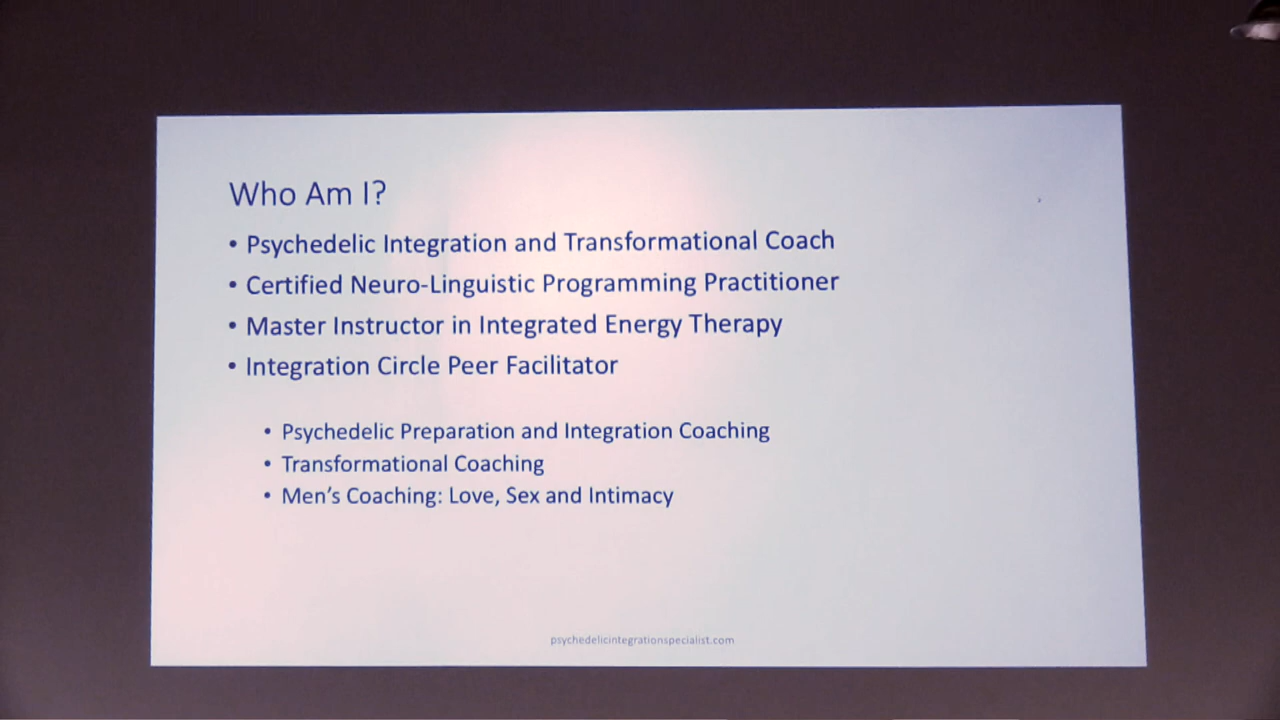 Who Am I?
• Psychedelic Integration and Transformational Coach
• Certified Neuro-Linguistic Programming Practitioner
• Master Instructor in Integrated Energy Therapy
• Integration Circle Peer Facilitator
• Psychedelic Preparation and Integration Coaching
• Transformational Coaching
• Men’s Coaching: Love, Sex and Intimacy
psychedelicintegrationspecialist.com